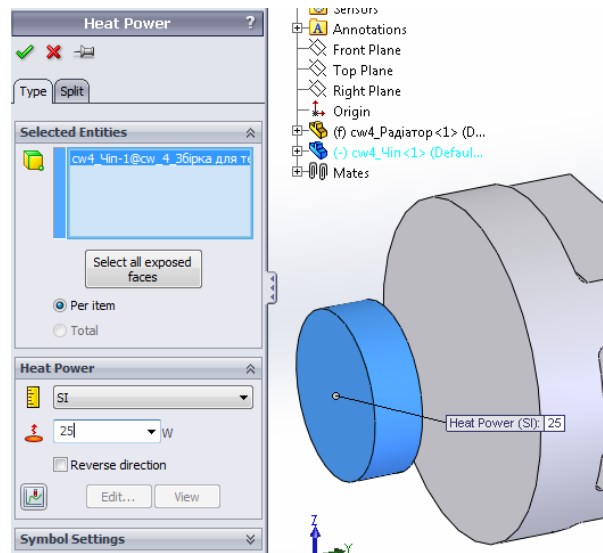 Heat Power ?
Type Split
Selected Entities
cw4_Чіп-1@cw_4_Збірка для те
Select all exposed
faces
Per item
Total
Heat Power
SI
25 W
Reverse direction
Edit... View
Symbol Settings
Sensors
A Annotations
Front Plane
Top Plane
Right Plane
Origin
(f) cw4_Радіатор<1> (D...
(-) cw4_Чіп<1> (Defaul...
Mates
Heat Power (SI): 25
Z
Y